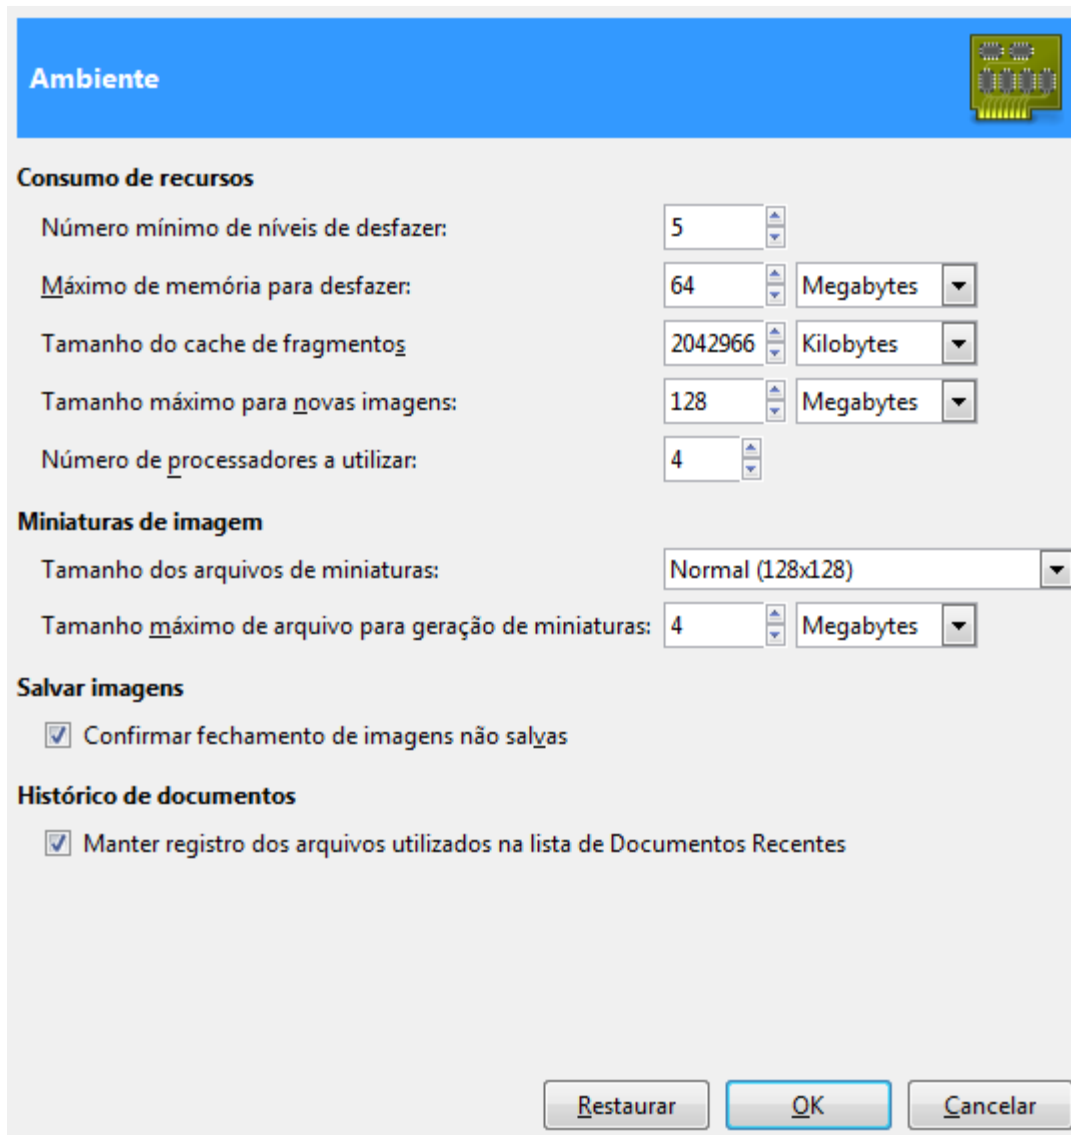 Ambiente
Consumo de recursos
Número mínimo de níveis de desfazer: 5
Máximo de memória para desfazer: 64 Megabytes
Tamanho do cache de fragmentos 2042966 Kilobytes
Tamanho máximo para novas imagens: 128 Megabytes
Número de processadores a utilizar: 4
Miniaturas de imagem
Tamanho dos arquivos de miniaturas: Normal (128x128)
Tamanho máximo de arquivo para geração de miniaturas: 4 Megabytes
Salvar imagens
Confirmar fechamento de imagens não salvas
Histórico de documentos
Manter registro dos arquivos utilizados na lista de Documentos Recentes
Restaurar OK Cancelar